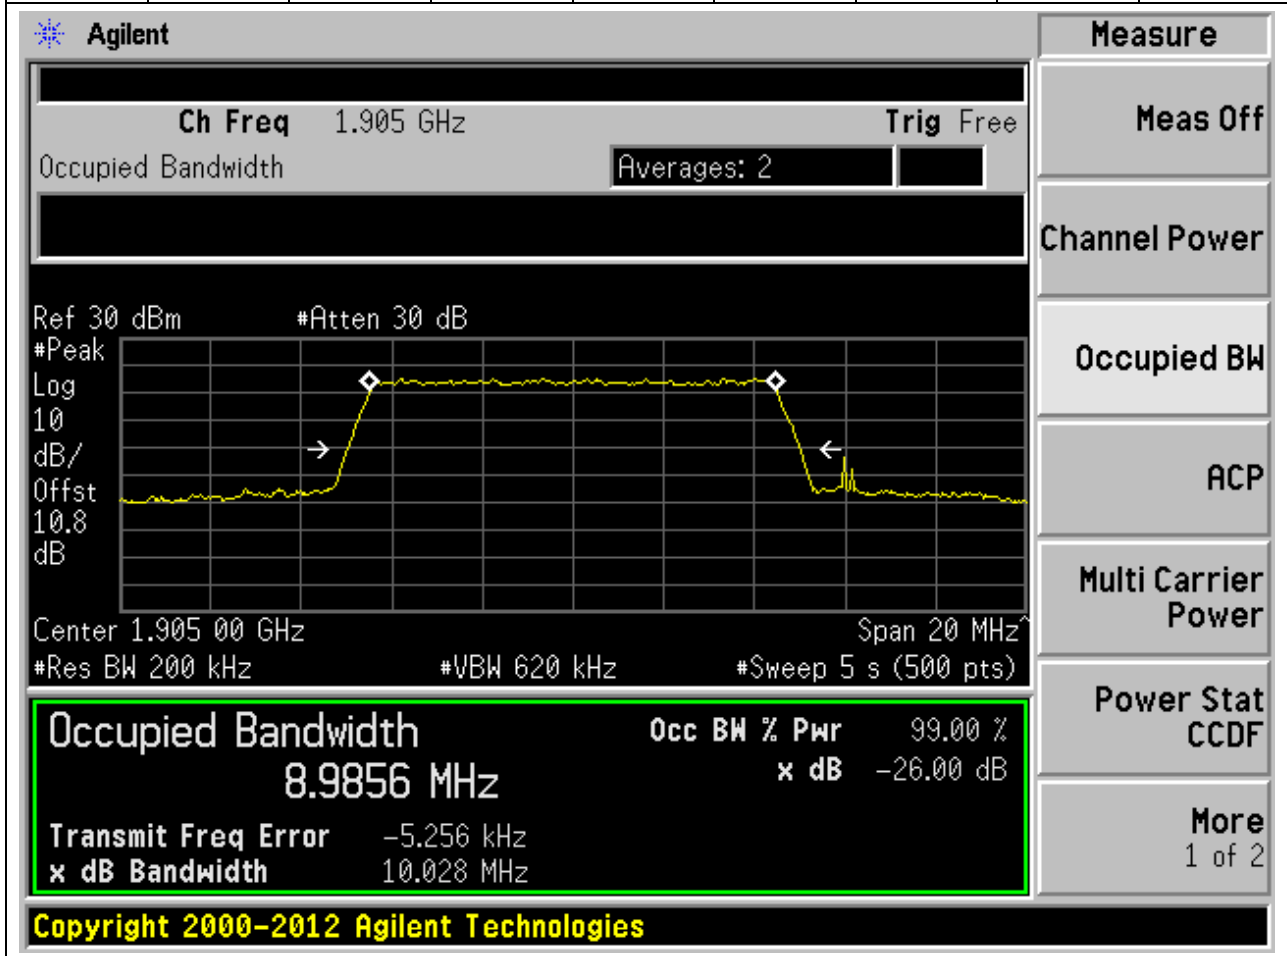 Agilent
Measure
Ch Freq 1.905 GHz Trig Free
Meas Off
Occupied Bandwidth Averages: 2
Channel Power
Ref 30 dBm #Atten 30 dB
#Peak
Log
10
dB/
Offst
10.8
dB
Occupied BW
ACP
Center 1.905 00 GHz Span 20 MHz^
#Res BW 200 kHz #VBW 620 kHz #Sweep 5 s (500 pts)
Multi Carrier
Power
Occupied Bandwidth Occ BW % Pwr 99.00 %
8.9856 MHz x dB -26.00 dB
Transmit Freq Error -5.256 kHz
x dB Bandwidth 10.028 MHz
Power Stat
CCDF
More
1 of 2
Copyright 2000-2012 Agilent Technologies